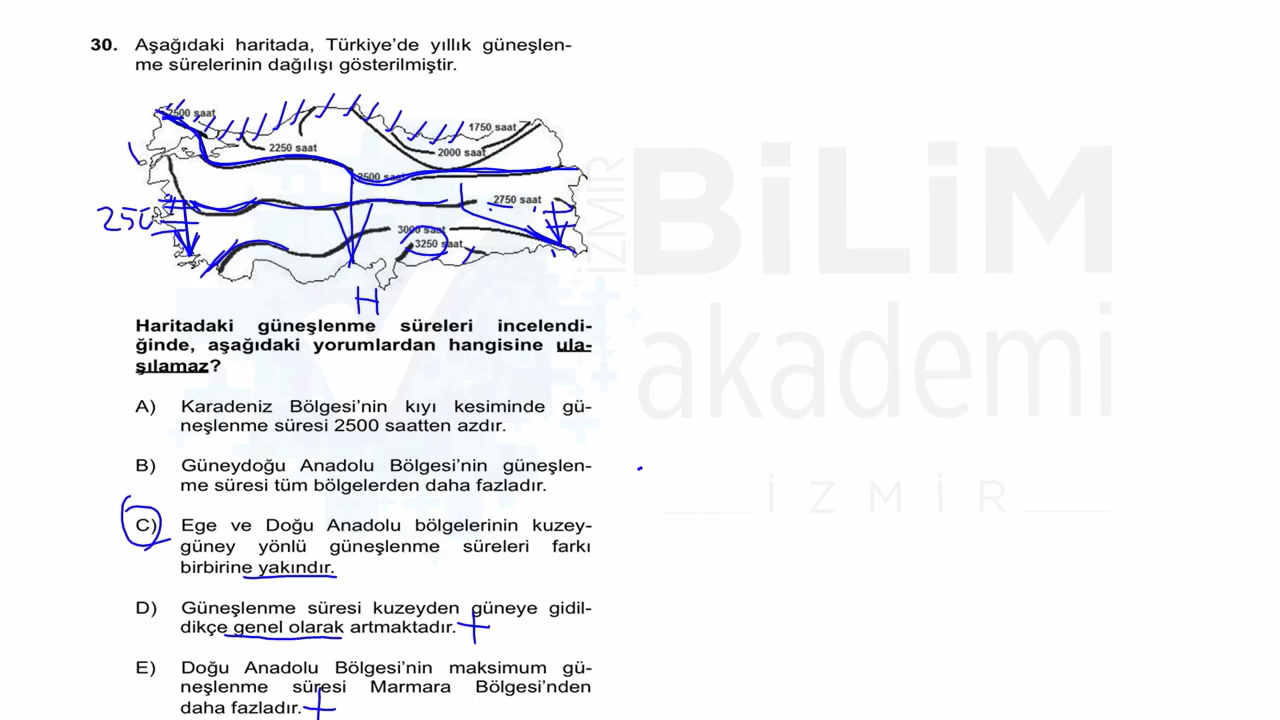 30. Aşağıdaki haritada, Türkiye'de yıllık güneşlen-
me sürelerinin dağılışı gösterilmiştir.
2500 saat
1750 saat
2250 saat
2000 saat
2500 saat
2750 saat
250
3000 saat
3250 saat
H
Haritadaki güneşlenme süreleri incelendi-
ğinde, aşağıdaki yorumlardan hangisine ula-
şılamaz?
A) Karadeniz Bölgesi'nin kıyı kesiminde gü-
neşlenme süresi 2500 saatten azdır.
B) Güneydoğu Anadolu Bölgesi'nin güneşlen-
me süresi tüm bölgelerden daha fazladır.
C) Ege ve Doğu Anadolu bölgelerinin kuzey-
güney yönlü güneşlenme süreleri farkı
birbirine yakındır.
D) Güneşlenme süresi kuzeyden güneye gidil-
dikçe genel olarak artmaktadır. +
E) Doğu Anadolu Bölgesi'nin maksimum gü-
neşlenme süresi Marmara Bölgesi'nden
daha fazladır. +
İZMİR
BiLiM
akademi
İZMİR